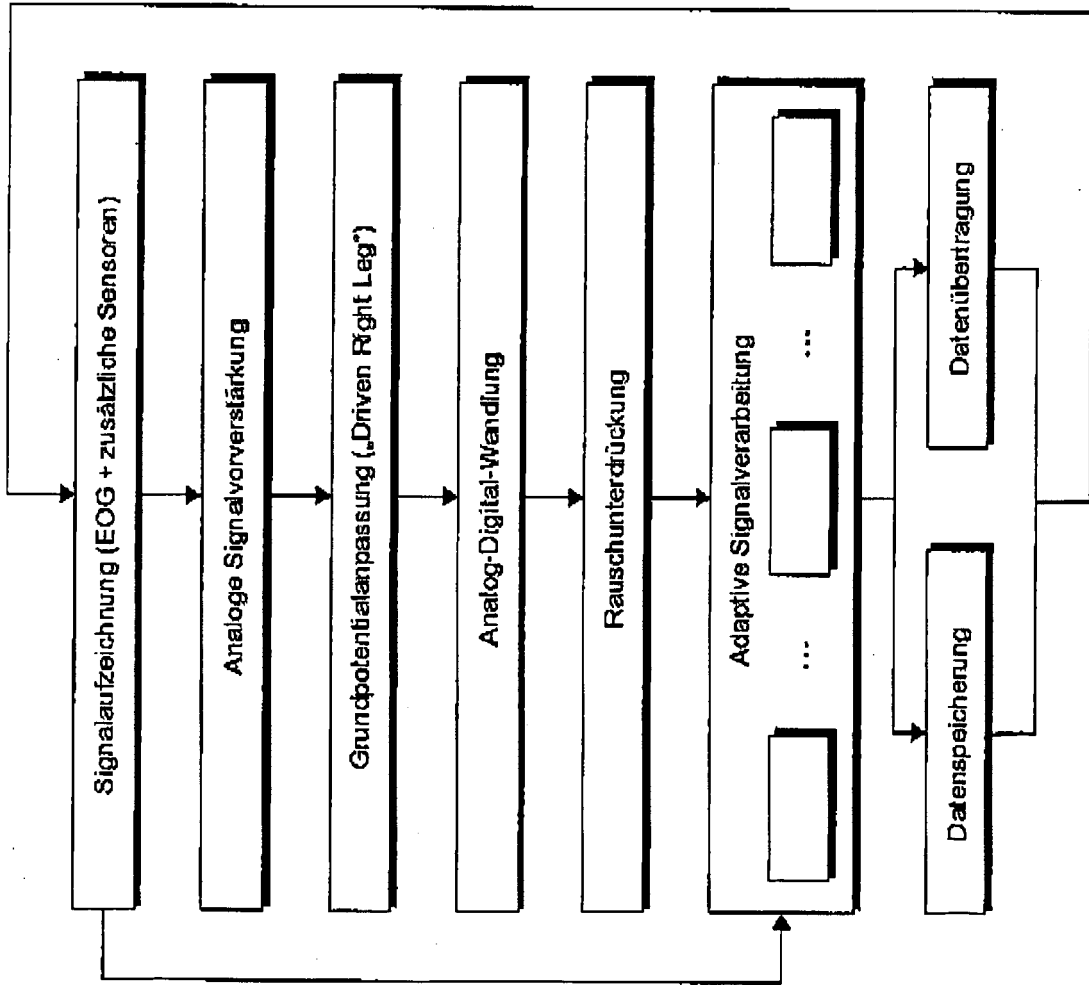 Signalaufzeichnung (EOG + zusätzliche Sensoren)
Analoge Signalvorverstärkung
Grundpotentialanpassung („Driven Right Leg“)
Analog-Digital-Wandlung
Rauschunterdrückung
Adaptive Signalverarbeitung
...
...
Datenspeicherung
Datenübertragung